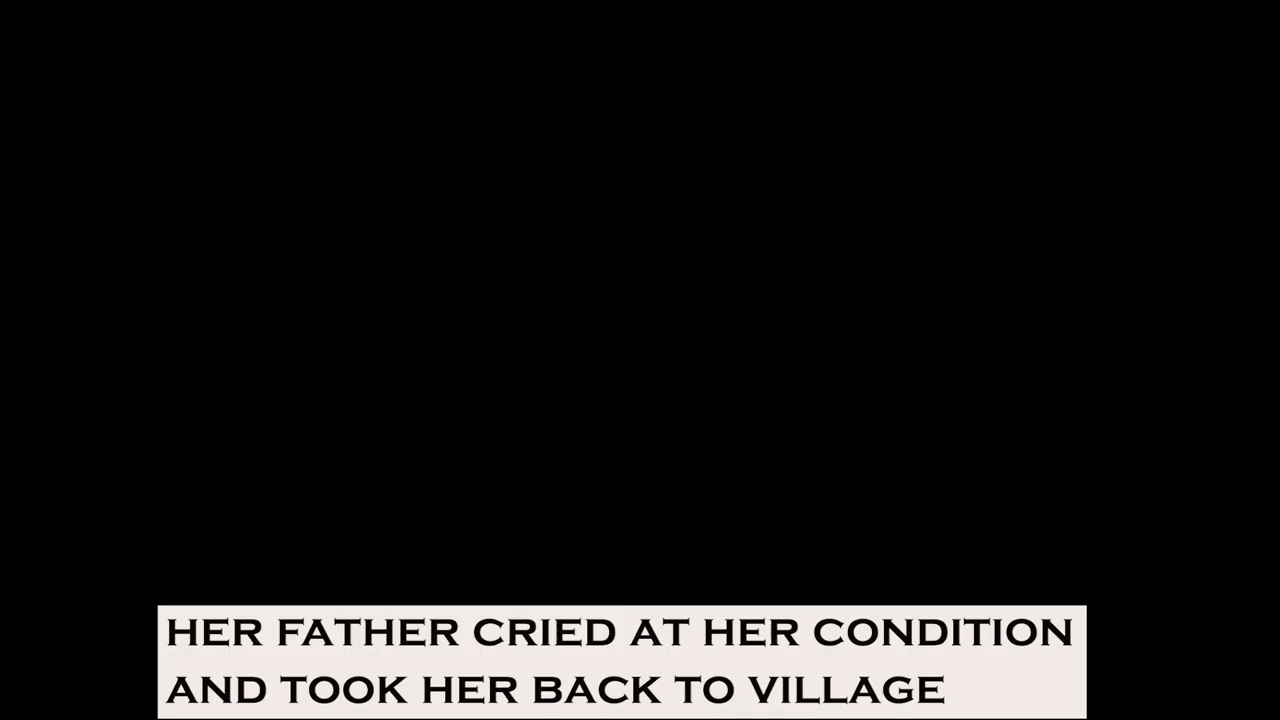 HER FATHER CRIED AT HER CONDITION
AND TOOK HER BACK TO VILLAGE